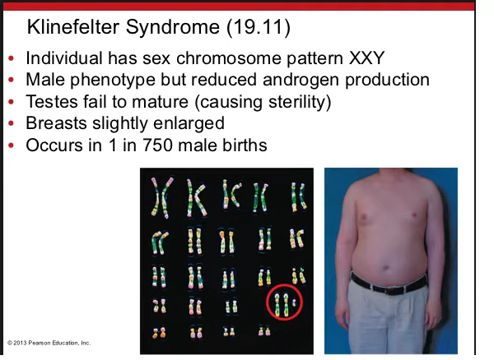 Klinefelter Syndrome (19.11)
• Individual has sex chromosome pattern XXY
• Male phenotype but reduced androgen production
• Testes fail to mature (causing sterility)
• Breasts slightly enlarged
• Occurs in 1 in 750 male births
© 2013 Pearson Education, Inc.